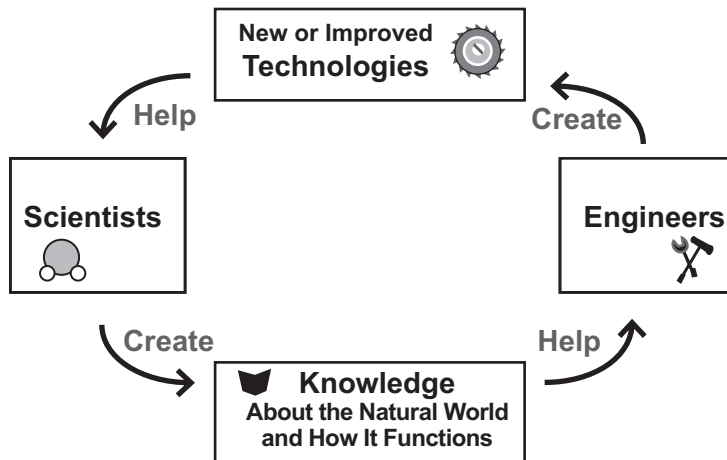 New or Improved
Technologies
Help
Create
Scientists
Engineers
Create
Help
Knowledge
About the Natural World
and How It Functions